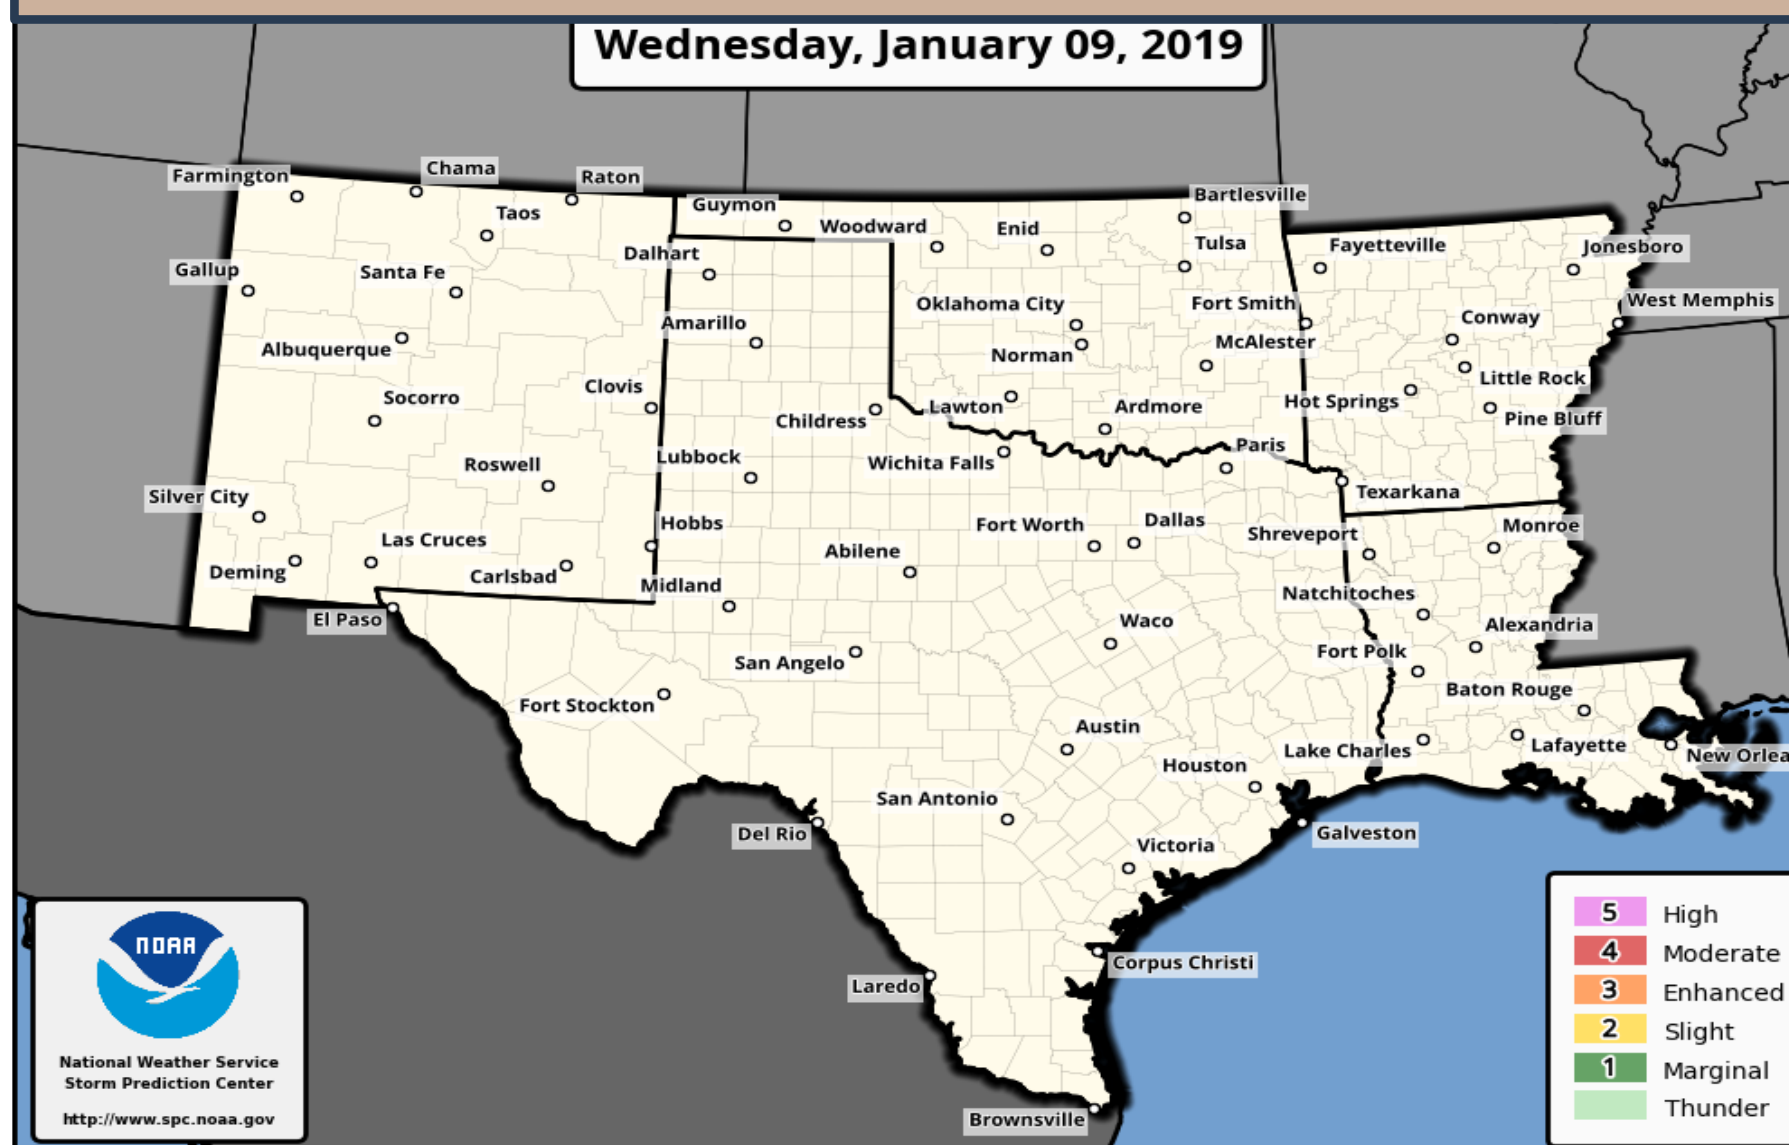 Wednesday, January 09, 2019
Farmington
Chama
Raton
Taos
Guymon
Woodward
Enid
Bartlesville
Tulsa
Fayetteville
Jonesboro
Gallup
Santa Fe
Dalhart
Oklahoma City
Fort Smith
West Memphis
Conway
Albuquerque
Amarillo
Norman
McAlester
Little Rock
Socorro
Clovis
Childress
Lawton
Ardmore
Hot Springs
Pine Bluff
Roswell
Lubbock
Wichita Falls
Paris
Texarkana
Silver City
Hobbs
Fort Worth
Dallas
Shreveport
Monroe
Las Cruces
Deming
Carlsbad
Midland
Abilene
Natchitoches
El Paso
Waco
Alexandria
San Angelo
Fort Polk
Fort Stockton
Baton Rouge
Austin
Lake Charles
Lafayette
New Orlea
Houston
San Antonio
Del Rio
Galveston
Victoria
Corpus Christi
Laredo
Brownsville
NOAA
National Weather Service
Storm Prediction Center
http://www.spc.noaa.gov
5 High
4 Moderate
3 Enhanced
2 Slight
1 Marginal
Thunder